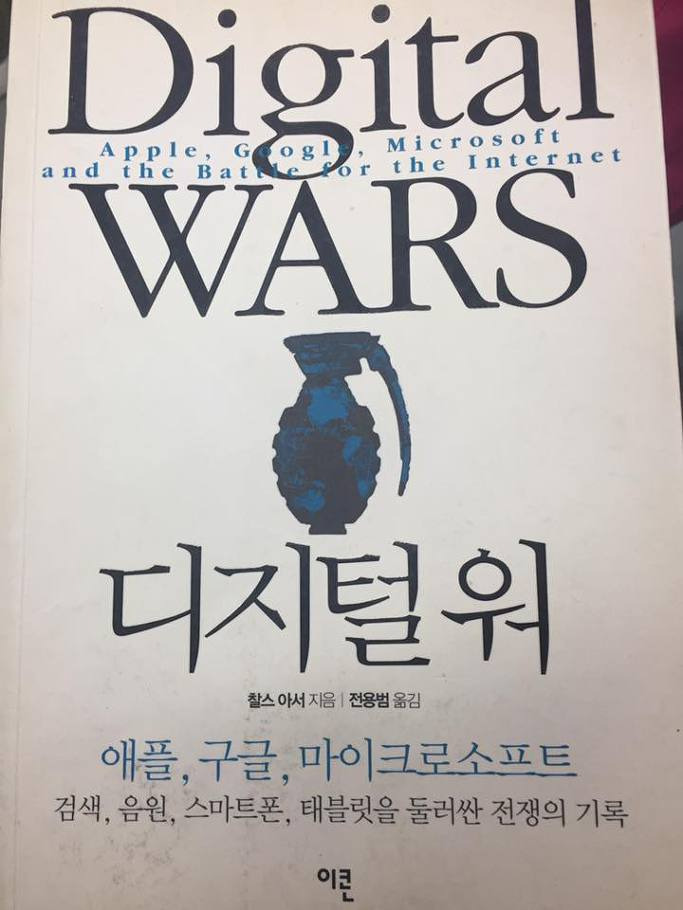 Digital
Apple, Google, Microsoft
and the Battle for the Internet
WARS
디지털 워
찰스 아서 지음 | 전용범 옮김
애플, 구글, 마이크로소프트
검색, 음원, 스마트폰, 태블릿을 둘러싼 전쟁의 기록
이콘